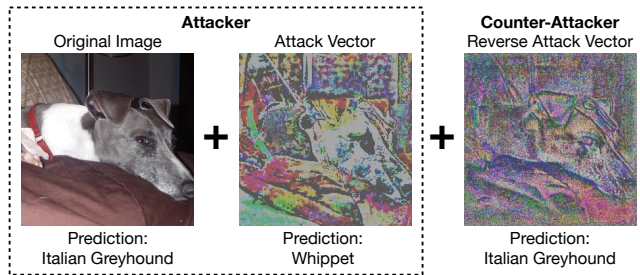 Attacker
Original Image
Attack Vector
+
Prediction:
Italian Greyhound
Prediction:
Whippet
+
Counter-Attacker
Reverse Attack Vector
Prediction:
Italian Greyhound